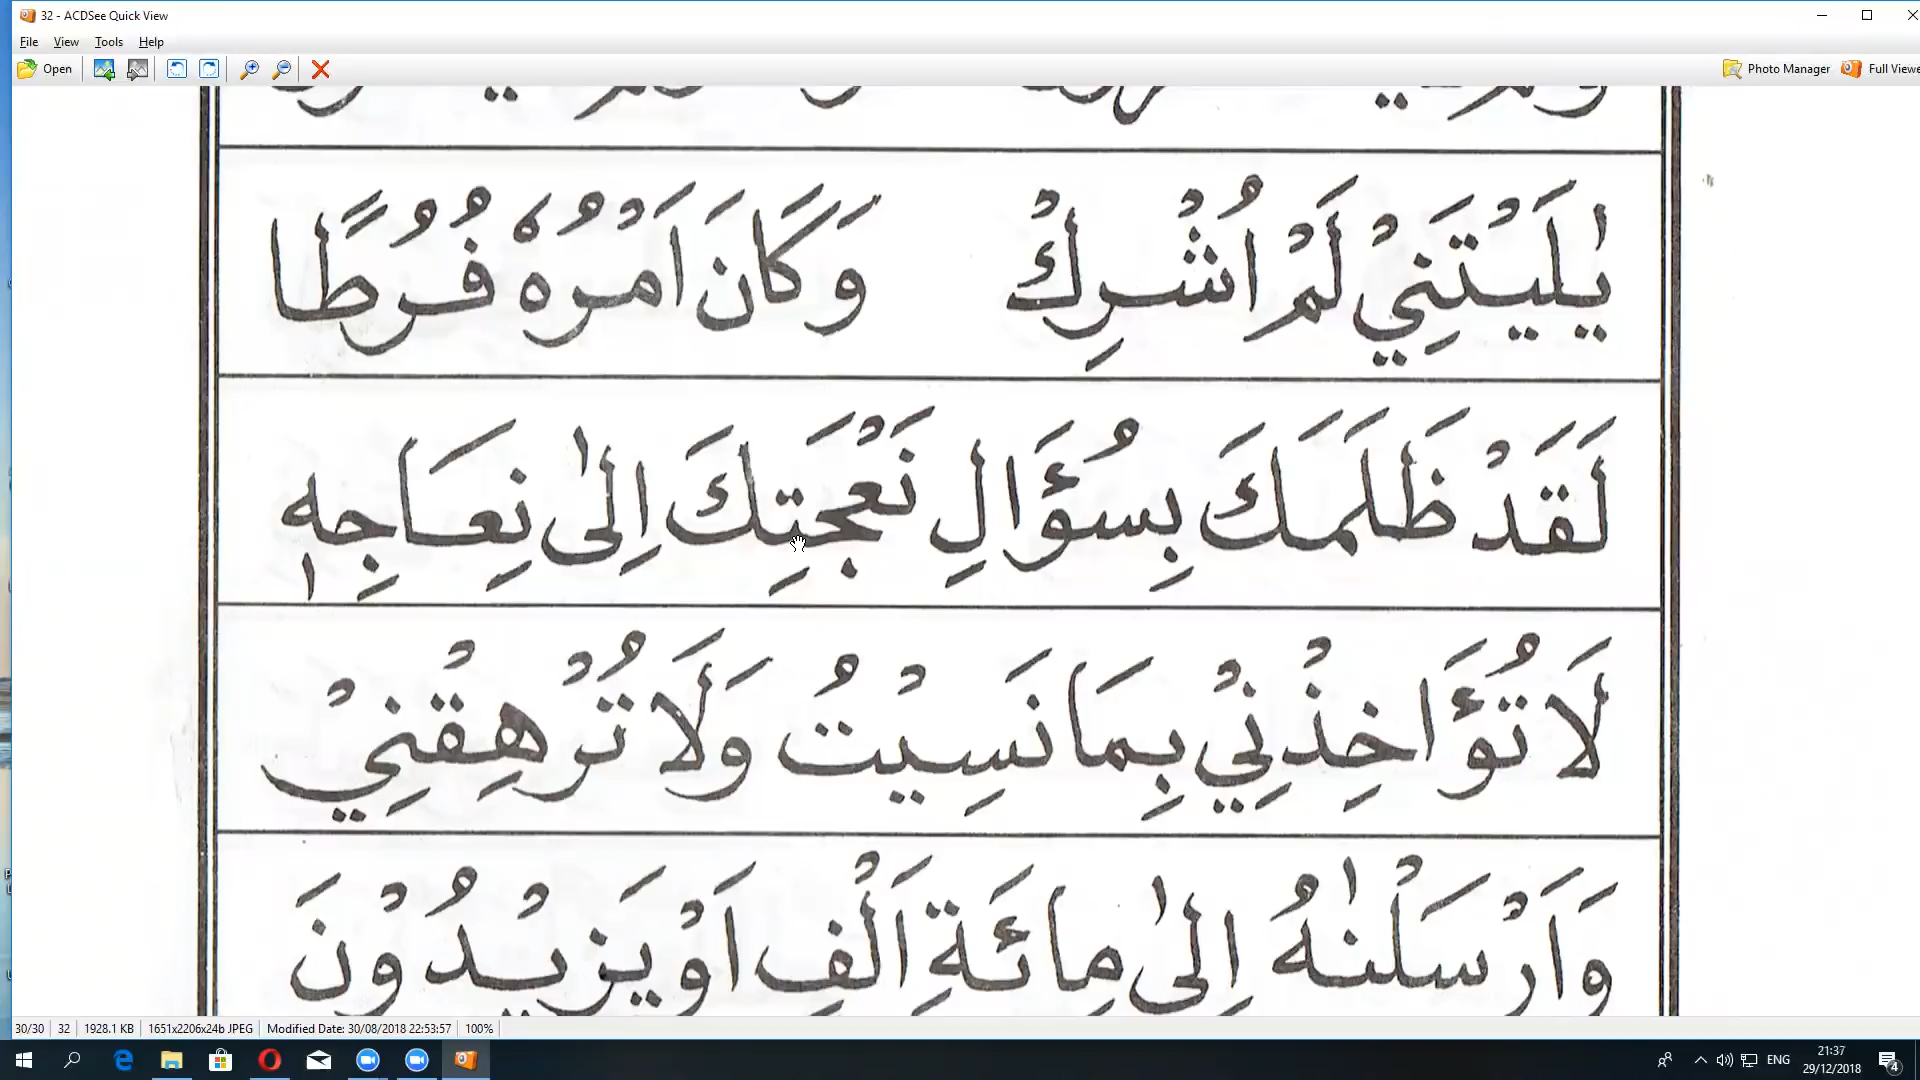 32 - ACDSee Quick View
File View Tools Help
Open Photo Manager Full Viewe
يٰلَيْتَنِيْ لَمْ اُشْرِكْ وَكَانَ اَمْرُهٗ فُرُطًا
لَقَدْ ظَلَمَكَ بِسُؤَالِ نَعْجَتِكَ اِلٰى نِعَاجِهٖ
لَا تُؤَاخِذْنِيْ بِمَا نَسِيْتُ وَلَا تُرْهِقْنِيْ
وَاَرْسَلْنٰهُ اِلٰى مِائَةِ اَلْفٍ اَوْ يَزِيْدُوْنَ
30/30 32 1928.1 KB 1651x2206x24b JPEG Modified Date: 30/08/2018 22:53:57 100%
ENG 21:37
29/12/2018 4